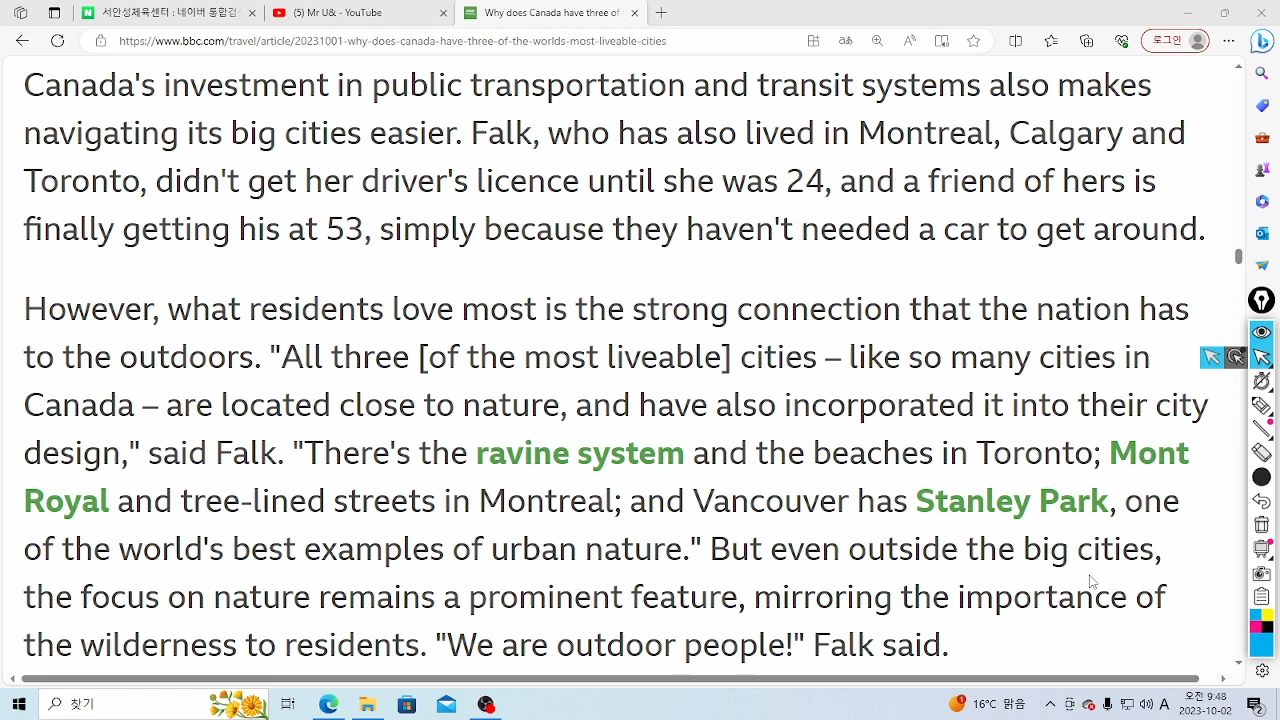 서안성체육센터 : 네이버 통합검색
(5) Mr U& - YouTube
Why does Canada have three of
https://www.bbc.com/travel/article/20231001-why-does-canada-have-three-of-the-worlds-most-liveable-cities
로그인
Canada's investment in public transportation and transit systems also makes
navigating its big cities easier. Falk, who has also lived in Montreal, Calgary and
Toronto, didn't get her driver's licence until she was 24, and a friend of hers is
finally getting his at 53, simply because they haven't needed a car to get around.
However, what residents love most is the strong connection that the nation has
to the outdoors. "All three [of the most liveable] cities – like so many cities in
Canada – are located close to nature, and have also incorporated it into their city
design," said Falk. "There's the ravine system and the beaches in Toronto; Mont
Royal and tree-lined streets in Montreal; and Vancouver has Stanley Park, one
of the world's best examples of urban nature." But even outside the big cities,
the focus on nature remains a prominent feature, mirroring the importance of
the wilderness to residents. "We are outdoor people!" Falk said.
찾기
16°C 맑음
A
오전 9:48
2023-10-02
2